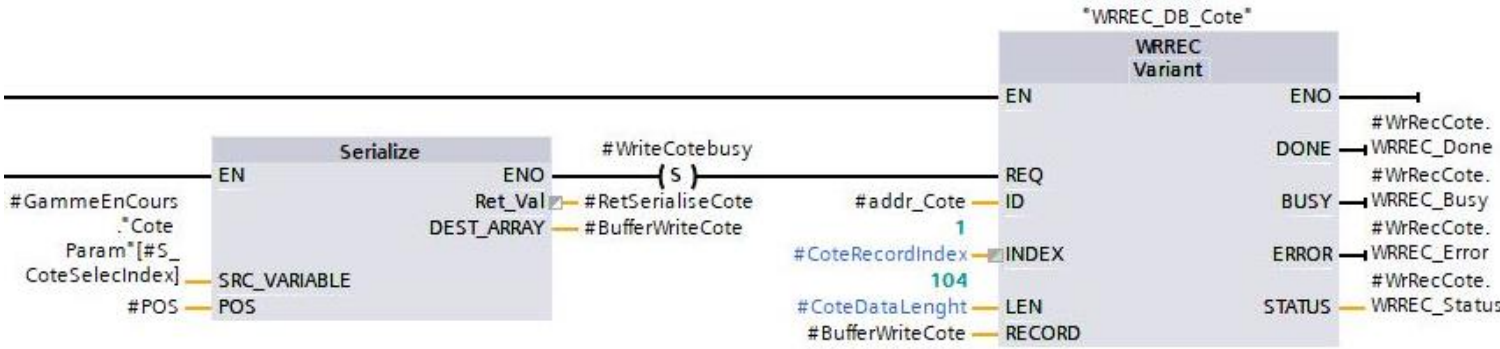 "WRREC_DB_Cote"
WRREC
Variant
EN ENO
#WrRecCote.
DONE WRREC_Done
Serialize
#WriteCotebusy
EN ENO
( S )
REQ
#WrRecCote.
#GammeEnCours
."Cote
Param"[#S_
CoteSelecIndex]
Ret_Val #RetSerialiseCote
#addr_Cote ID
BUSY WRREC_Busy
DEST_ARRAY #BufferWriteCote
1
#WrRecCote.
#CoteRecordIndex INDEX
ERROR WRREC_Error
SRC_VARIABLE
104
#WrRecCote.
#POS POS
#CoteDataLenght LEN
STATUS WRREC_Status
#BufferWriteCote RECORD